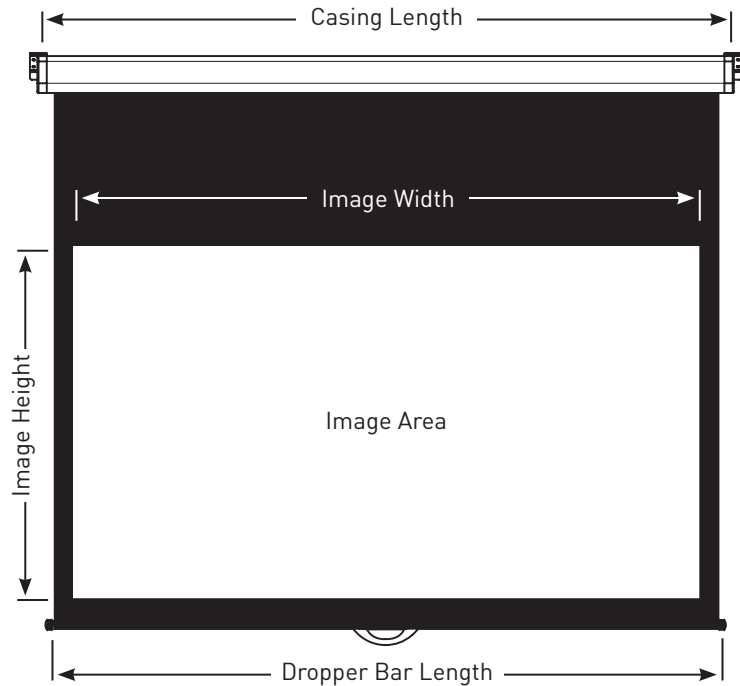 Casing Length
Image Width
Image Height
Image Area
Dropper Bar Length